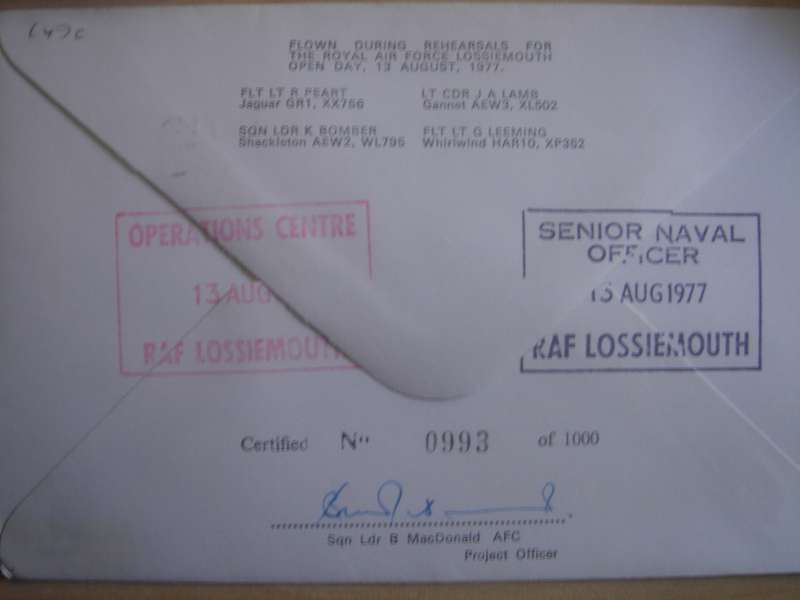 FLOWN DURING REHEARSALS FOR
THE ROYAL AIR FORCE LOSSIEMOUTH
OPEN DAY, 13 AUGUST, 1977.
FLT LT R PEART
Jaguar GR1, XX756
LT CDR J A LAMB
Gannet AEW3, XL502
SQN LDR K BOMBER
Shackleton AEW2, WL795
FLT LT G LEEMING
Whirlwind HAR10, XP352
OPERATIONS CENTRE
13 AUG
RAF LOSSIEMOUTH
SENIOR NAVAL
OFFICER
13 AUG 1977
RAF LOSSIEMOUTH
Certified No 0993 of 1000
Sqn Ldr B MacDonald AFC
Project Officer